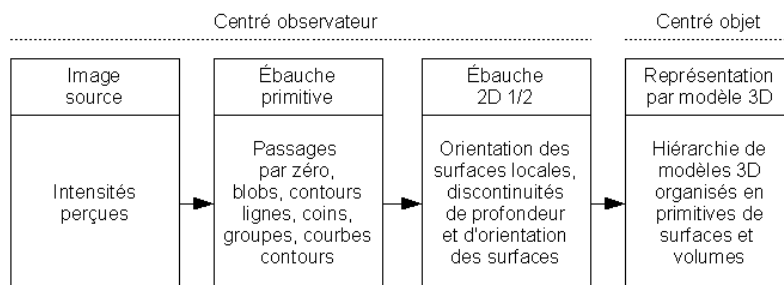 Centré observateur
Centré objet
Image
source
Intensités
perçues
Ébauche
primitive
Passages
par zéro,
blobs, contours
lignes, coins,
groupes, courbes
contours
Ébauche
2D 1/2
Orientation des
surfaces locales,
discontinuités
de profondeur
et d'orientation
des surfaces
Représentation
par modèle 3D
Hiérarchie de
modèles 3D
organisés en
primitives de
surfaces et
volumes